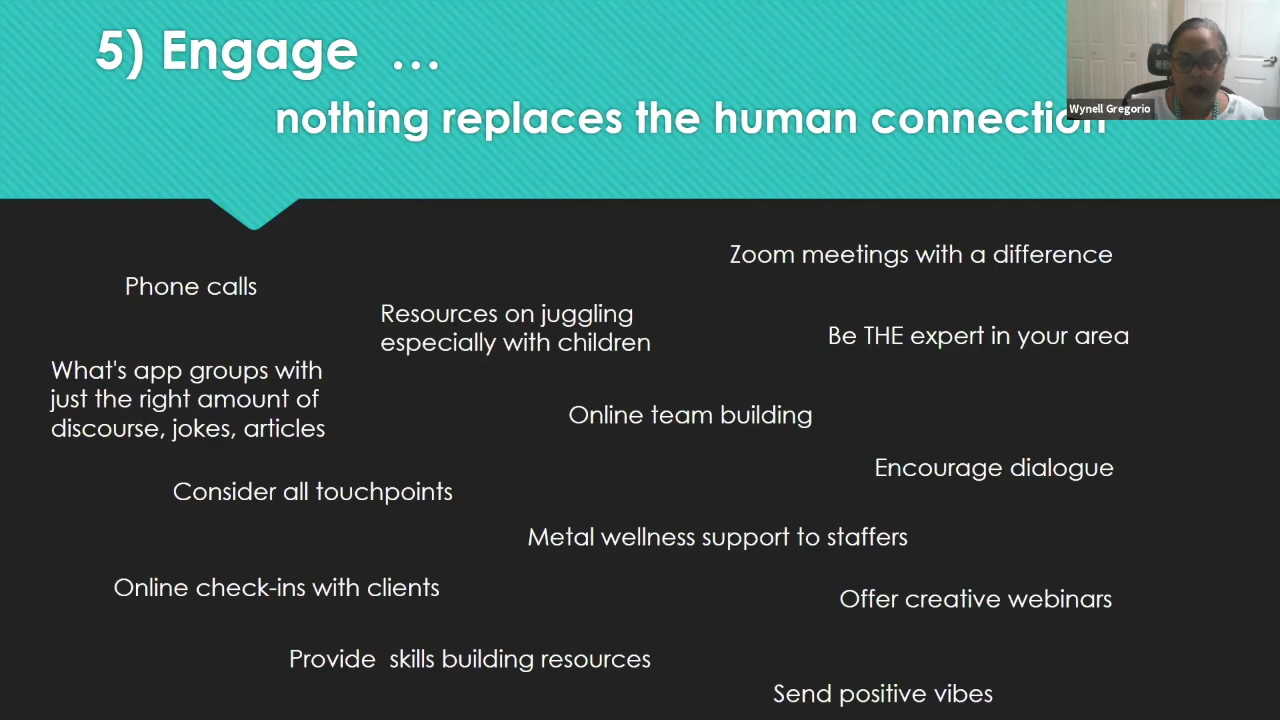 5) Engage  ...
nothing replaces the human connection
Wynell Gregorio
Zoom meetings with a difference
Phone calls
Resources on juggling
especially with children
Be THE expert in your area
What's app groups with
just the right amount of
discourse, jokes, articles
Online team building
Encourage dialogue
Consider all touchpoints
Metal wellness support to staffers
Online check-ins with clients
Offer creative webinars
Provide  skills building resources
Send positive vibes